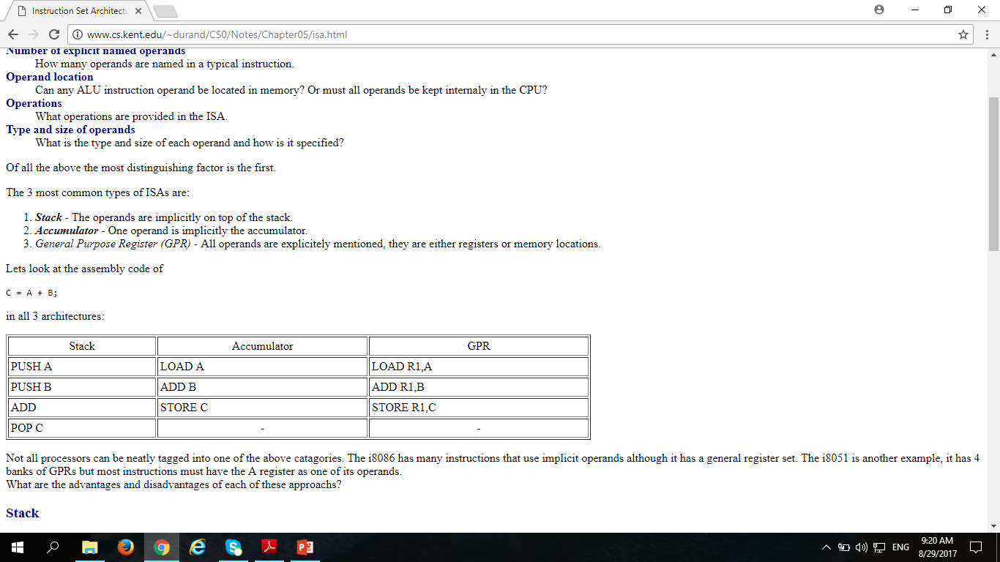 Instruction Set Architectu
www.cs.kent.edu/~durand/CS0/Notes/Chapter05/isa.html
Number of explicit named operands
How many operands are named in a typical instruction.
Operand location
Can any ALU instruction operand be located in memory? Or must all operands be kept internaly in the CPU?
Operations
What operations are provided in the ISA.
Type and size of operands
What is the type and size of each operand and how is it specified?
Of all the above the most distinguishing factor is the first.
The 3 most common types of ISAs are:
1. Stack - The operands are implicitly on top of the stack.
2. Accumulator - One operand is implicitly the accumulator.
3. General Purpose Register (GPR) - All operands are explicitely mentioned, they are either registers or memory locations.
Lets look at the assembly code of
C = A + B;
in all 3 architectures:
Stack Accumulator GPR
PUSH A LOAD A LOAD R1,A
PUSH B ADD B ADD R1,B
ADD STORE C STORE R1,C
POP C - -
Not all processors can be neatly tagged into one of the above catagories. The i8086 has many instructions that use implicit operands although it has a general register set. The i8051 is another example, it has 4
banks of GPRs but most instructions must have the A register as one of its operands.
What are the advantages and disadvantages of each of these approachs?
Stack
ENG
9:20 AM
8/29/2017